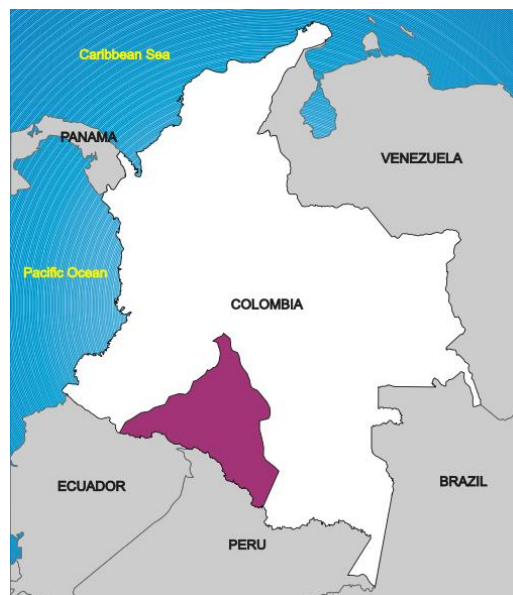 Caribbean Sea
PANAMA
VENEZUELA
Pacific Ocean
COLOMBIA
ECUADOR
BRAZIL
PERU